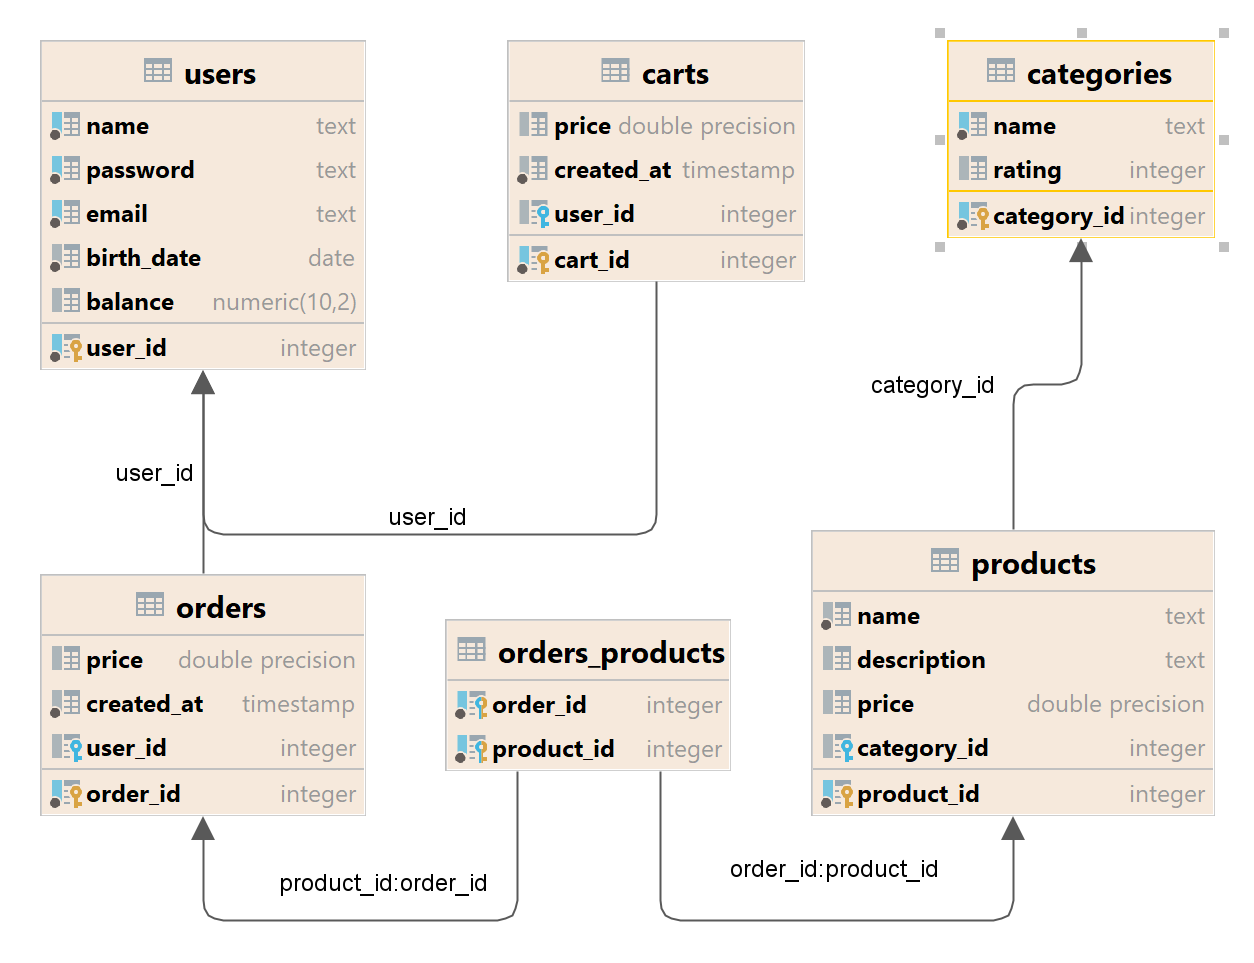 users
name text
password text
email text
birth_date date
balance numeric(10,2)
user_id integer
carts
price double precision
created_at timestamp
user_id integer
cart_id integer
categories
name text
rating integer
category_id integer
category_id
user_id
user_id
orders
price double precision
created_at timestamp
user_id integer
order_id integer
orders_products
order_id integer
product_id integer
products
name text
description text
price double precision
category_id integer
product_id integer
product_id:order_id
order_id:product_id